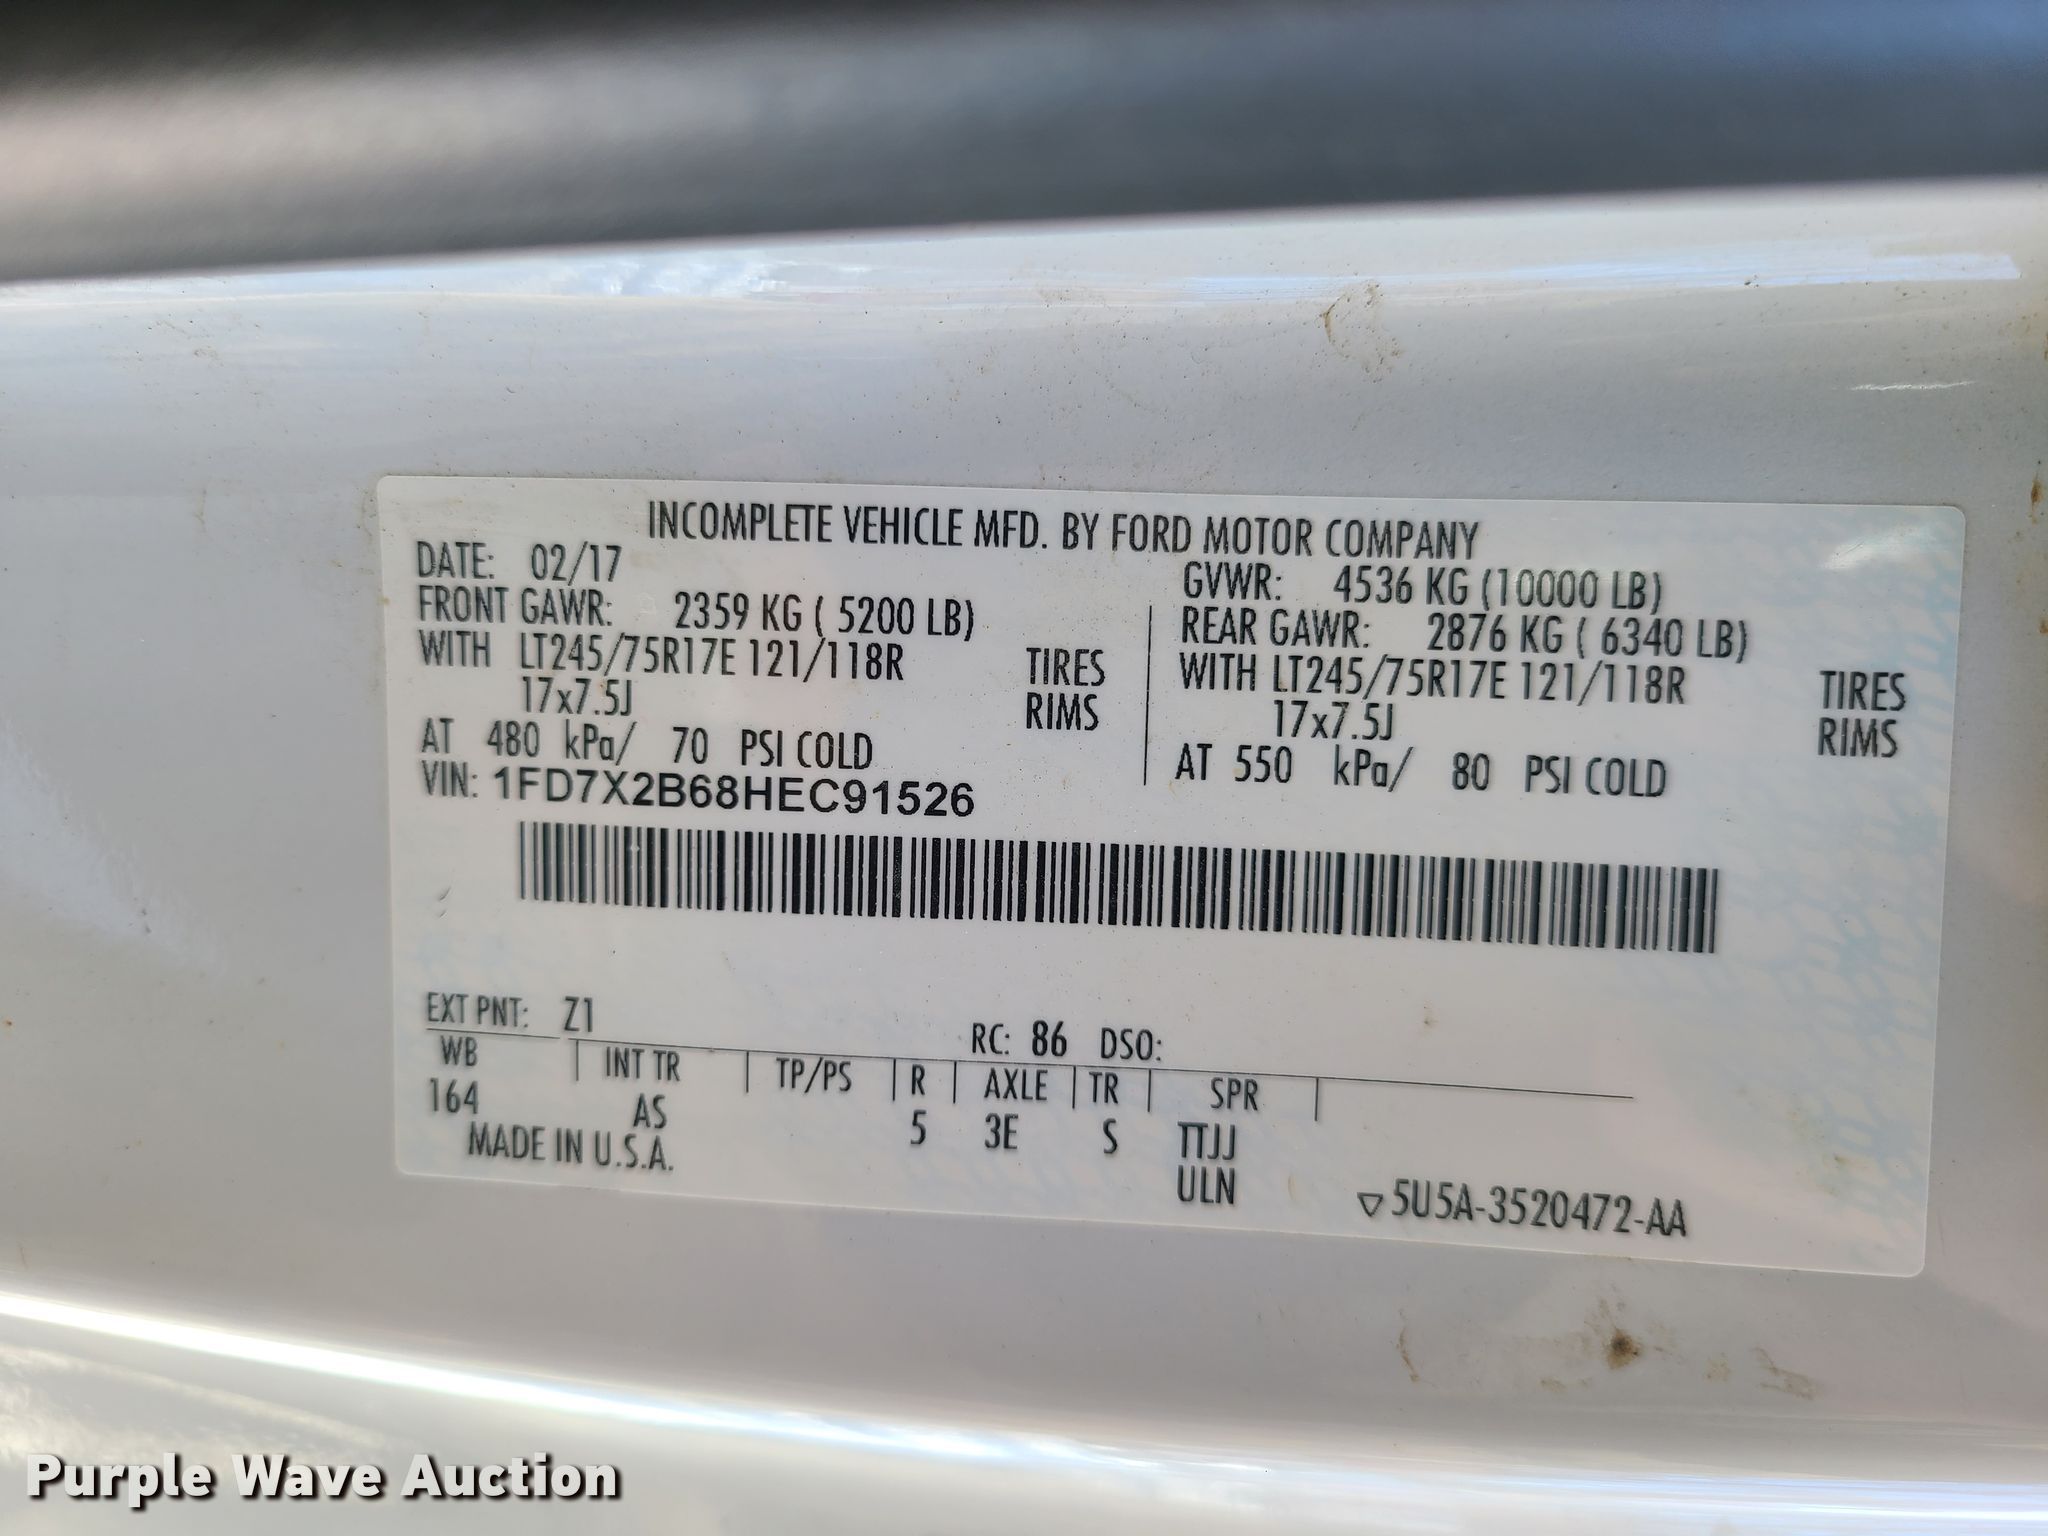 INCOMPLETE VEHICLE MFD. BY FORD MOTOR COMPANY
DATE: 02/17 GVWR: 4536 KG (10000 LB)
FRONT GAWR: 2359 KG ( 5200 LB) REAR GAWR: 2876 KG ( 6340 LB)
WITH LT245/75R17E 121/118R TIRES WITH LT245/75R17E 121/118R TIRES
17x7.5J RIMS 17x7.5J RIMS
AT 480 kPa/ 70 PSI COLD AT 550 kPa/ 80 PSI COLD
VIN: 1FD7X2B68HEC91526
EXT PNT: Z1 RC: 86 DSO:
WB INT TR TP/PS R AXLE TR SPR
164 AS 5 3E S TTJJ
MADE IN U.S.A. ULN
▽5U5A-3520472-AA
Purple Wave Auction